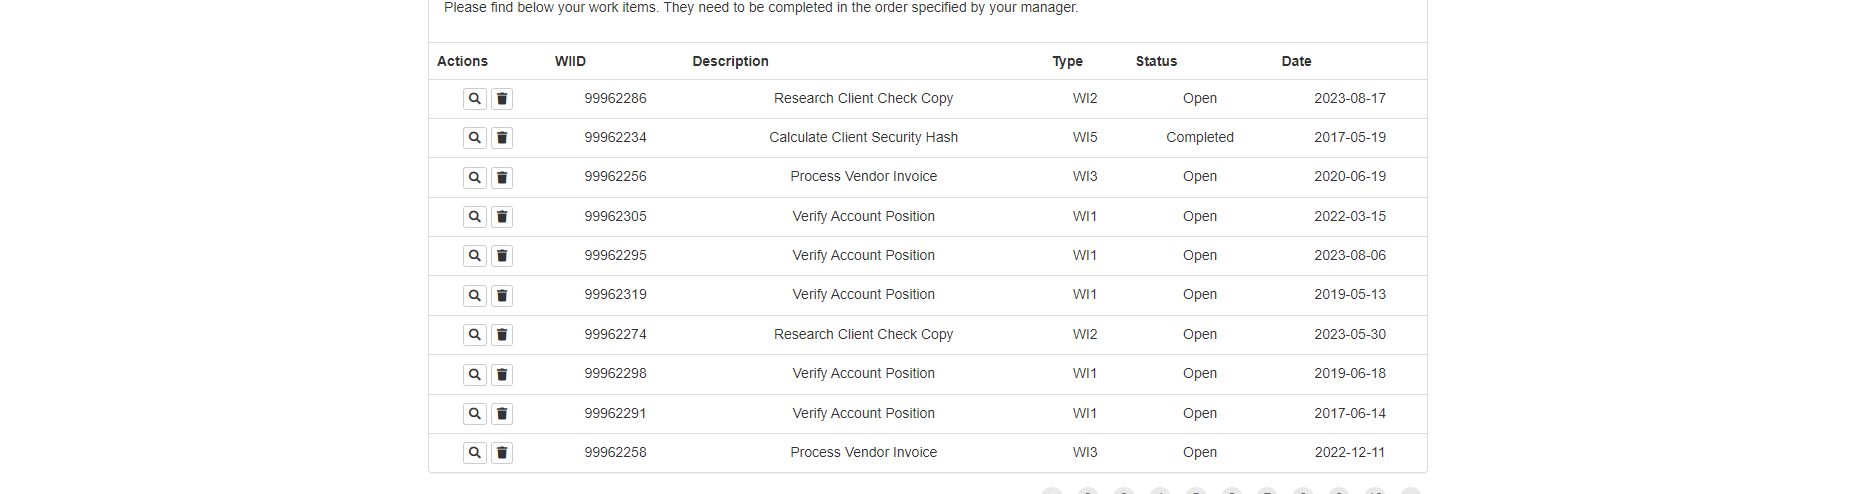 Please find below your work items. They need to be completed in the order specified by your manager.
Actions WIID Description Type Status Date
99962286 Research Client Check Copy WI2 Open 2023-08-17
99962234 Calculate Client Security Hash WI5 Completed 2017-05-19
99962256 Process Vendor Invoice WI3 Open 2020-06-19
99962305 Verify Account Position WI1 Open 2022-03-15
99962295 Verify Account Position WI1 Open 2023-08-06
99962319 Verify Account Position WI1 Open 2019-05-13
99962274 Research Client Check Copy WI2 Open 2023-05-30
99962298 Verify Account Position WI1 Open 2019-06-18
99962291 Verify Account Position WI1 Open 2017-06-14
99962258 Process Vendor Invoice WI3 Open 2022-12-11